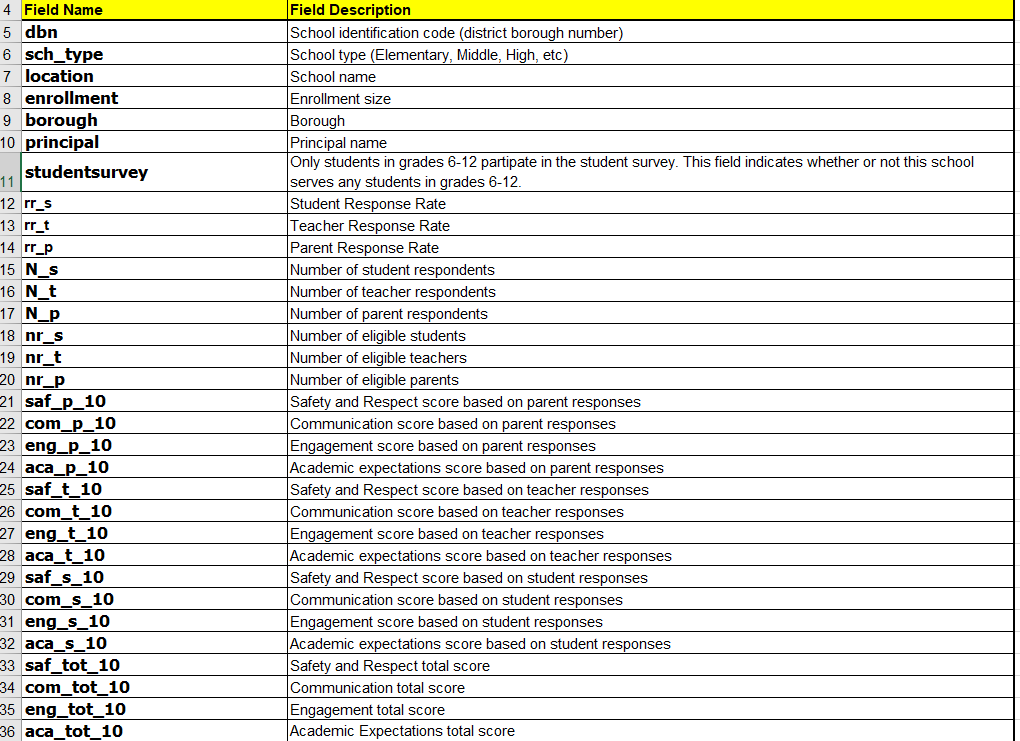 4 Field Name Field Description
5 dbn School identification code (district borough number)
6 sch_type School type (Elementary, Middle, High, etc)
7 location School name
8 enrollment Enrollment size
9 borough Borough
10 principal Principal name
11 studentsurvey Only students in grades 6-12 partipate in the student survey. This field indicates whether or not this school
serves any students in grades 6-12.
12 rr_s Student Response Rate
13 rr_t Teacher Response Rate
14 rr_p Parent Response Rate
15 N_s Number of student respondents
16 N_t Number of teacher respondents
17 N_p Number of parent respondents
18 nr_s Number of eligible students
19 nr_t Number of eligible teachers
20 nr_p Number of eligible parents
21 saf_p_10 Safety and Respect score based on parent responses
22 com_p_10 Communication score based on parent responses
23 eng_p_10 Engagement score based on parent responses
24 aca_p_10 Academic expectations score based on parent responses
25 saf_t_10 Safety and Respect score based on teacher responses
26 com_t_10 Communication score based on teacher responses
27 eng_t_10 Engagement score based on teacher responses
28 aca_t_10 Academic expectations score based on teacher responses
29 saf_s_10 Safety and Respect score based on student responses
30 com_s_10 Communication score based on student responses
31 eng_s_10 Engagement score based on student responses
32 aca_s_10 Academic expectations score based on student responses
33 saf_tot_10 Safety and Respect total score
34 com_tot_10 Communication total score
35 eng_tot_10 Engagement total score
36 aca_tot_10 Academic Expectations total score